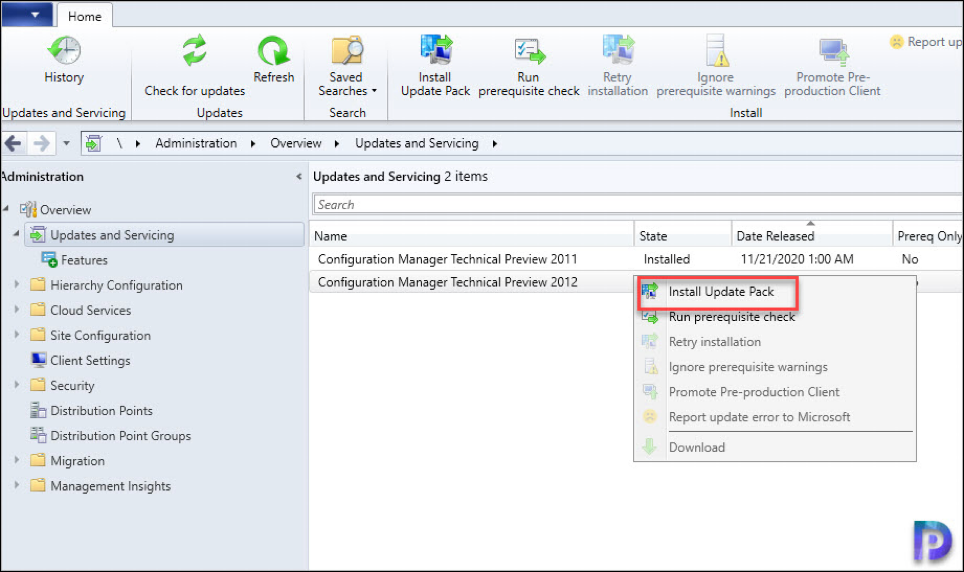 Home
Report up
History
Check for updates
Refresh
Saved
Searches
Install
Update Pack
Run
prerequisite check
Retry
installation
Ignore
prerequisite warnings
Promote Pre-
production Client
Updates and Servicing
Updates
Search
Install
\ Administration Overview Updates and Servicing
Administration
Updates and Servicing 2 items
Search
Overview
Updates and Servicing
Features
Hierarchy Configuration
Cloud Services
Site Configuration
Client Settings
Security
Distribution Points
Distribution Point Groups
Migration
Management Insights
Name State Date Released Prereq Only
Configuration Manager Technical Preview 2011 Installed 11/21/2020 1:00 AM No
Configuration Manager Technical Preview 2012
Install Update Pack
Run prerequisite check
Retry installation
Ignore prerequisite warnings
Promote Pre-production Client
Report update error to Microsoft
Download